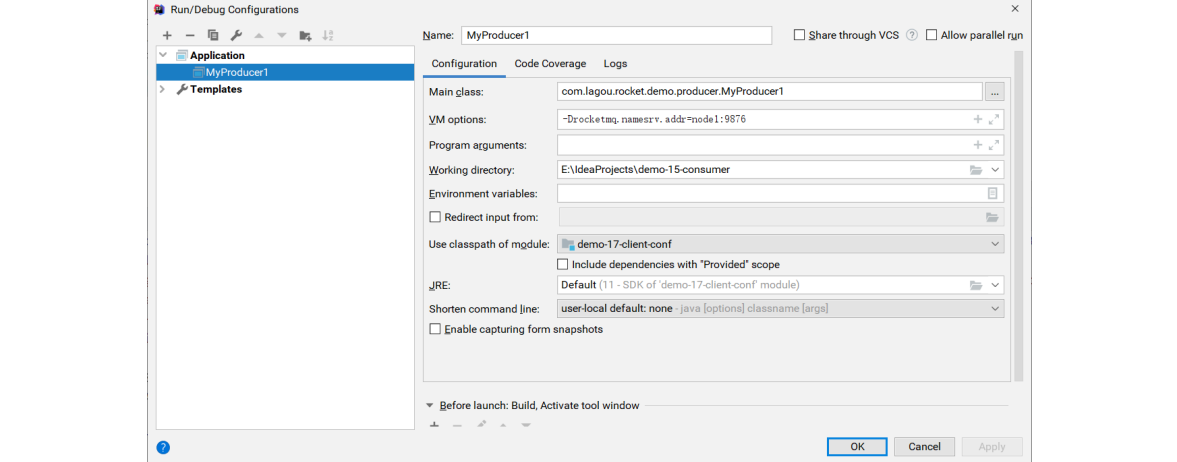 Run/Debug Configurations
Name: MyProducer1
Share through VCS ?
Allow parallel run
Application
MyProducer1
Templates
Configuration Code Coverage Logs
Main class: com.lagou.rocket.demo.producer.MyProducer1 ...
VM options: -Drocketmq.namesrv.addr=node1:9876
Program arguments:
Working directory: E:\IdeaProjects\demo-15-consumer
Environment variables:
Redirect input from:
Use classpath of module: demo-17-client-conf
Include dependencies with "Provided" scope
JRE: Default (11 - SDK of 'demo-17-client-conf' module)
Shorten command line: user-local default: none - java [options] classname [args]
Enable capturing form snapshots
Before launch: Build, Activate tool window
? OK Cancel Apply